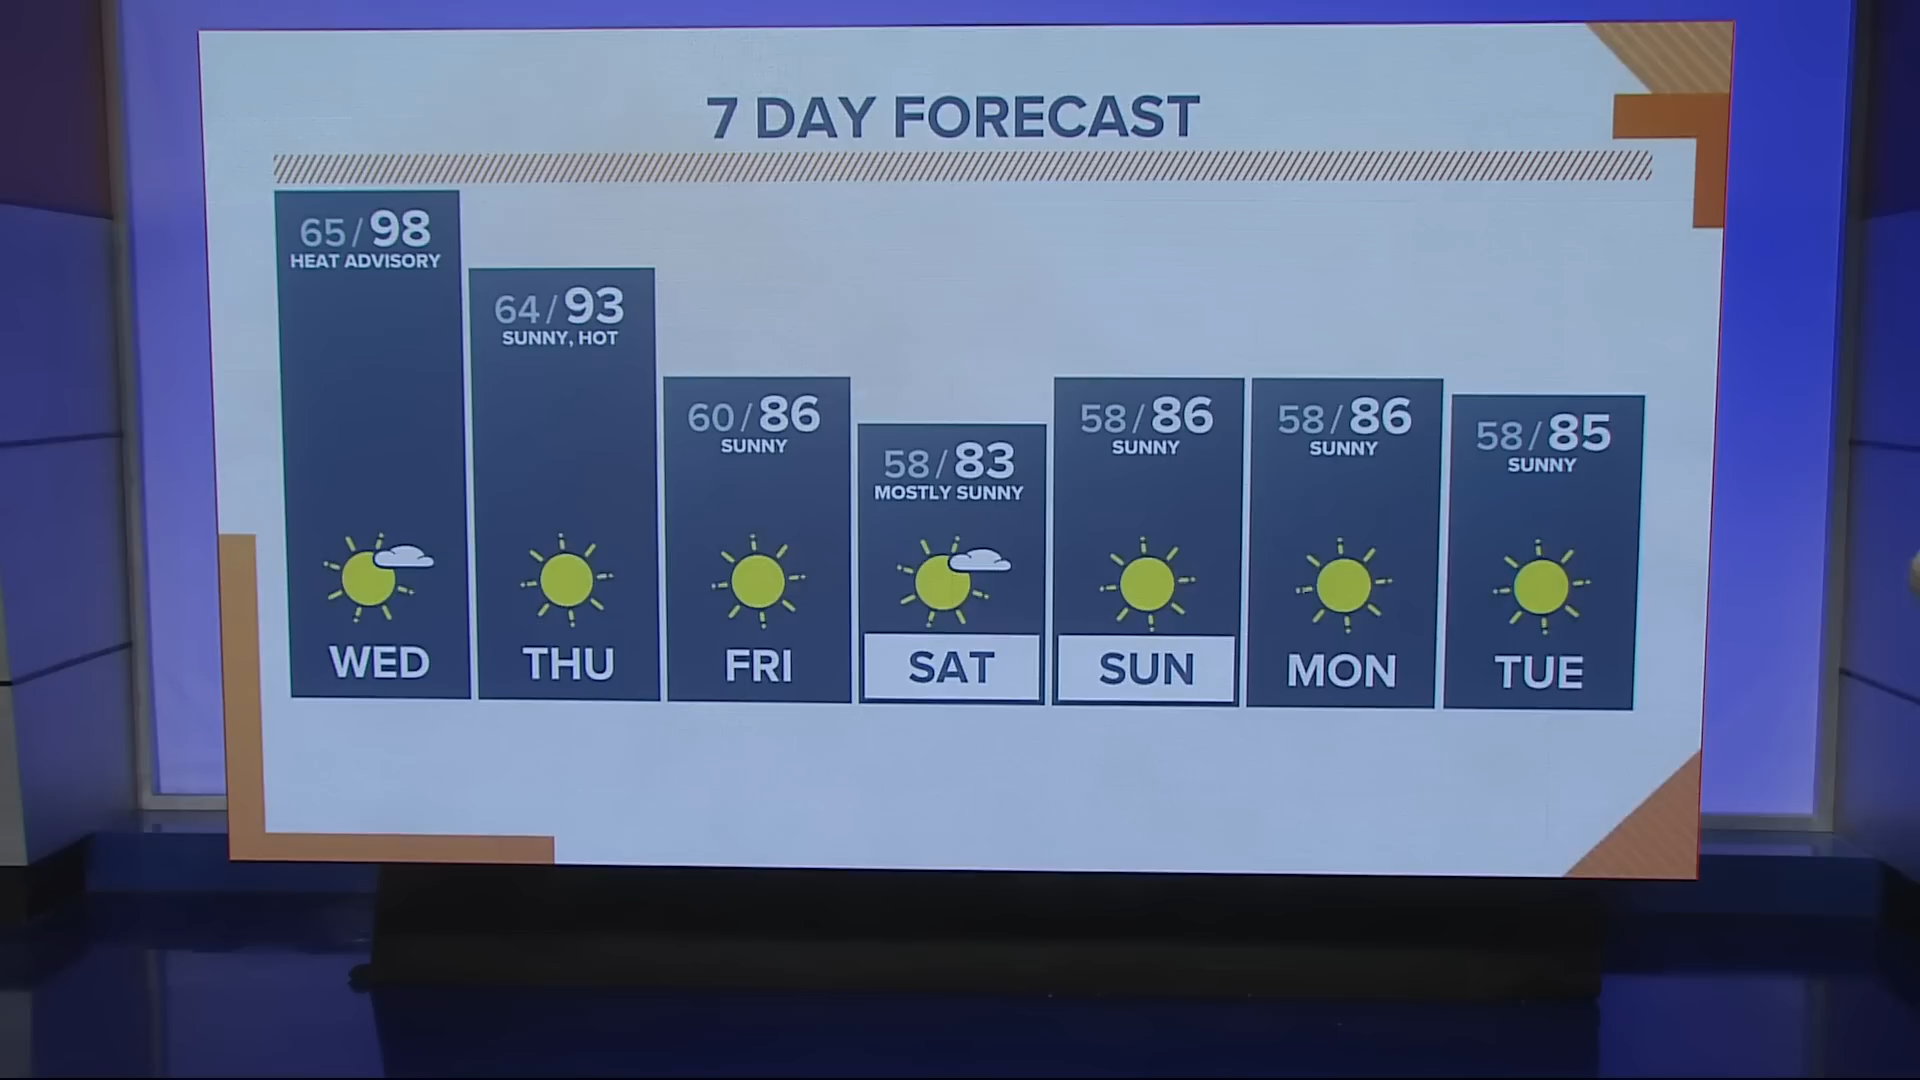 7 DAY FORECAST
65/98
HEAT ADVISORY
WED
64/93
SUNNY, HOT
THU
60/86
SUNNY
FRI
58/83
MOSTLY SUNNY
SAT
58/86
SUNNY
SUN
58/86
SUNNY
MON
58/85
SUNNY
TUE